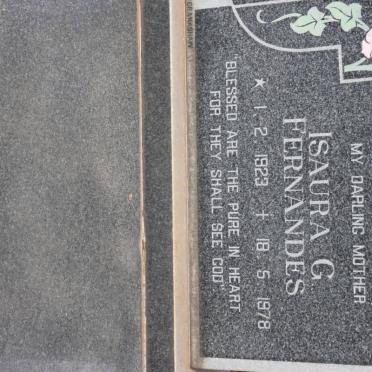 MY DARLING MOTHER
ISAURA G
FERNANDES
★ 1. 2. 1923 + 18. 5. 1978
"BLESSED ARE THE PURE IN HEART
FOR THEY SHALL SEE GOD"